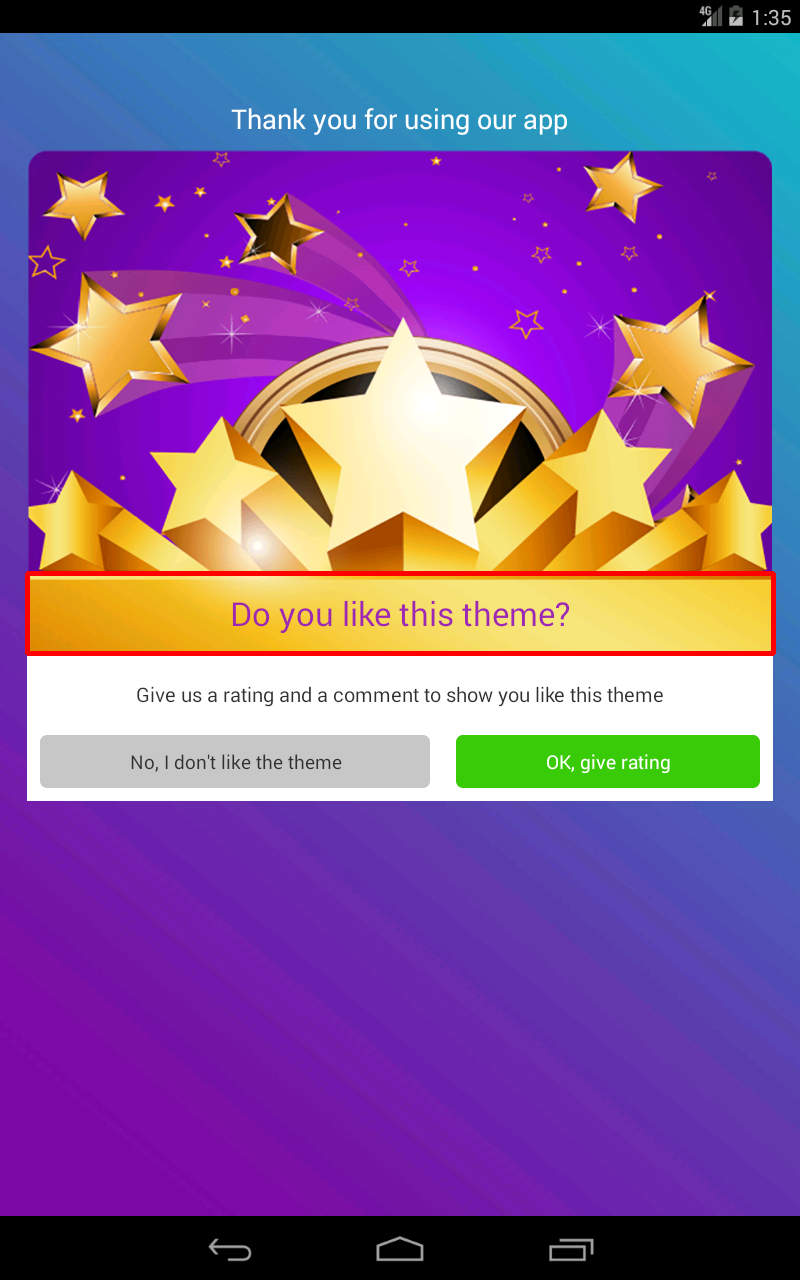 4G 1:35
Thank you for using our app
Do you like this theme?
Give us a rating and a comment to show you like this theme
No, I don't like the theme
OK, give rating